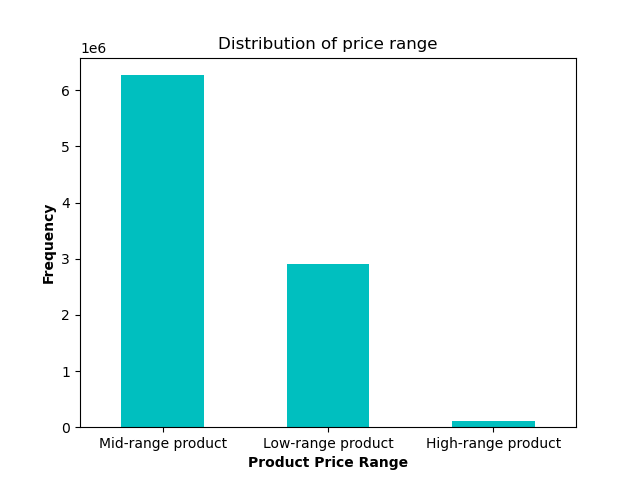 Distribution of price range
1e6
6
5
4
3
2
1
0
Frequency
Mid-range product Low-range product High-range product
Product Price Range